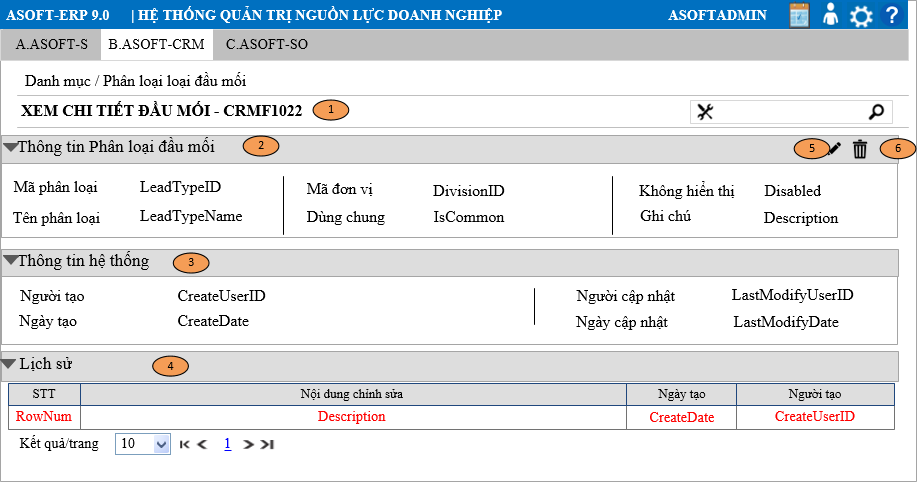 ASOFT-ERP 9.0 | HỆ THỐNG QUẢN TRỊ NGUỒN LỰC DOANH NGHIỆP ASOFTADMIN ?
A.ASOFT-S B.ASOFT-CRM C.ASOFT-SO
Danh mục / Phân loại loại đầu mối
XEM CHI TIẾT ĐẦU MỐI - CRMF1022 1
Thông tin Phân loại đầu mối 2 5 6
Mã phân loại LeadTypeID Mã đơn vị DivisionID Không hiển thị Disabled
Tên phân loại LeadTypeName Dùng chung IsCommon Ghi chú Description
Thông tin hệ thống 3
Người tạo CreateUserID Người cập nhật LastModifyUserID
Ngày tạo CreateDate Ngày cập nhật LastModifyDate
Lịch sử 4
STT Nội dung chỉnh sửa Ngày tạo Người tạo
RowNum Description CreateDate CreateUserID
Kết quả/trang 10 1